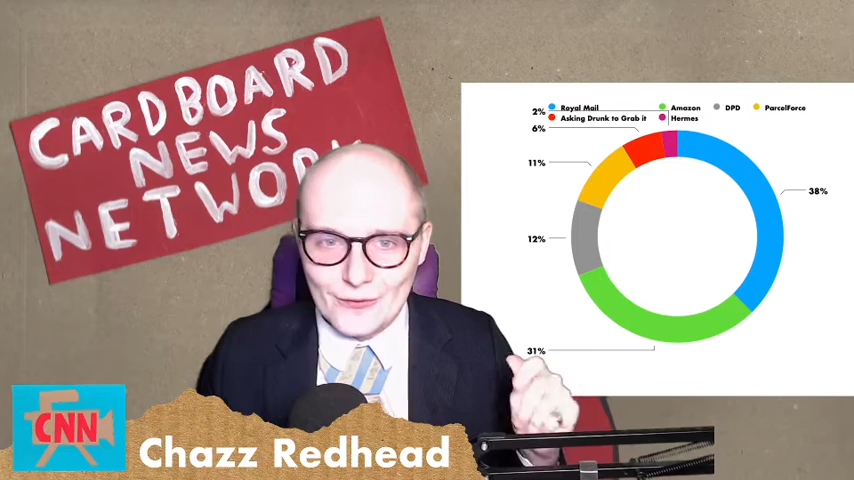 CARDBOARD
NEWS
NETWORK
Royal Mail
Amazon
DPD
ParcelForce
Asking Drunk to Grab it
Hermes
2%
6%
11%
12%
31%
38%
CNN
Chazz Redhead